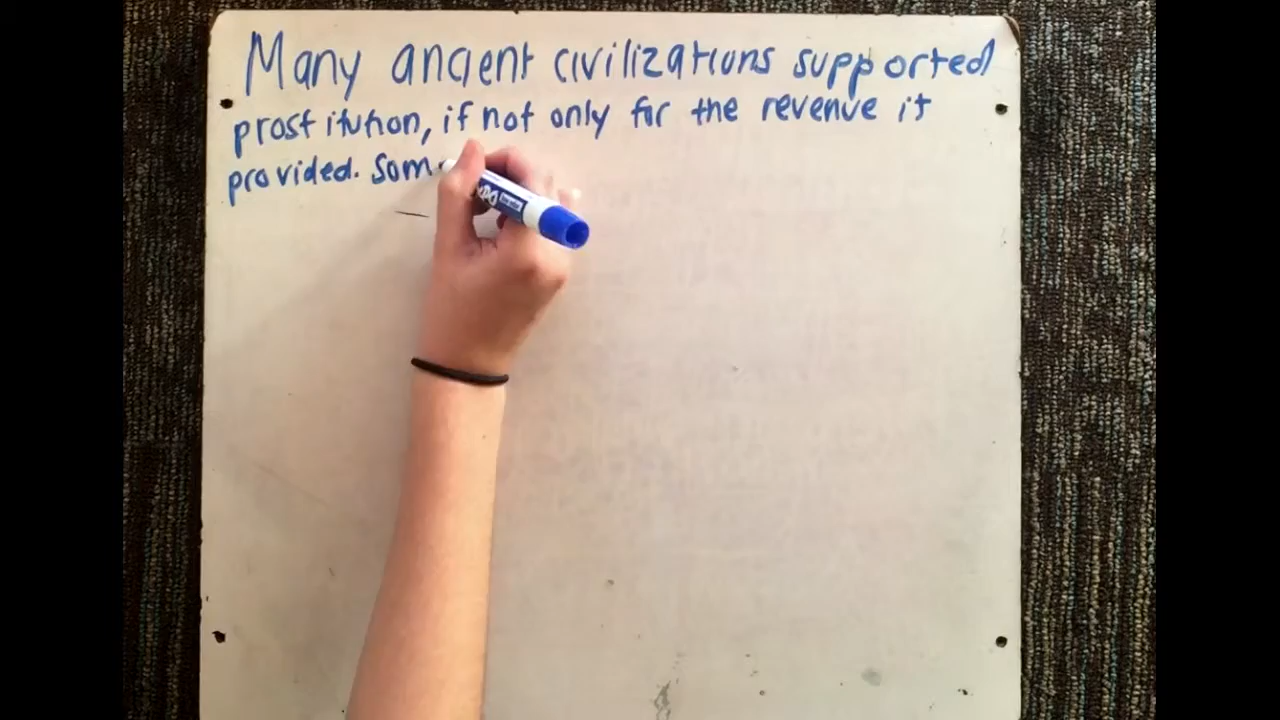 Many ancient civilizations supported
prostitution, if not only for the revenue it
provided. Som